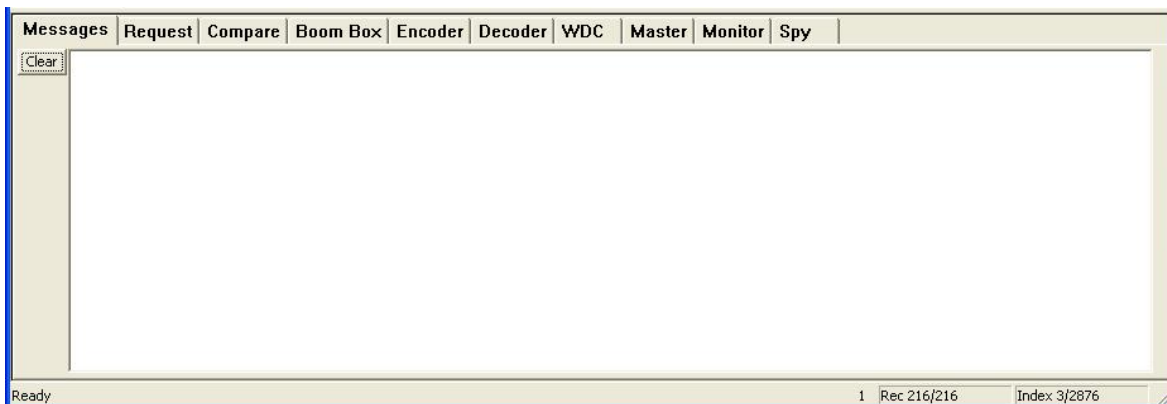 Messages Request Compare Boom Box Encoder Decoder WDC Master Monitor Spy
Clear
Ready 1 Rec 216/216 Index 3/2876